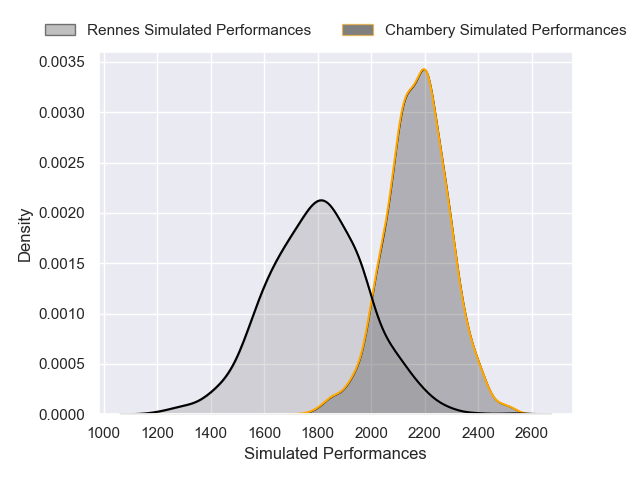 Rennes Simulated Performances
Chambery Simulated Performances
0.0035
0.0030
0.0025
0.0020
0.0015
0.0010
0.0005
0.0000
Density
1000 1200 1400 1600 1800 2000 2200 2400 2600
Simulated Performances